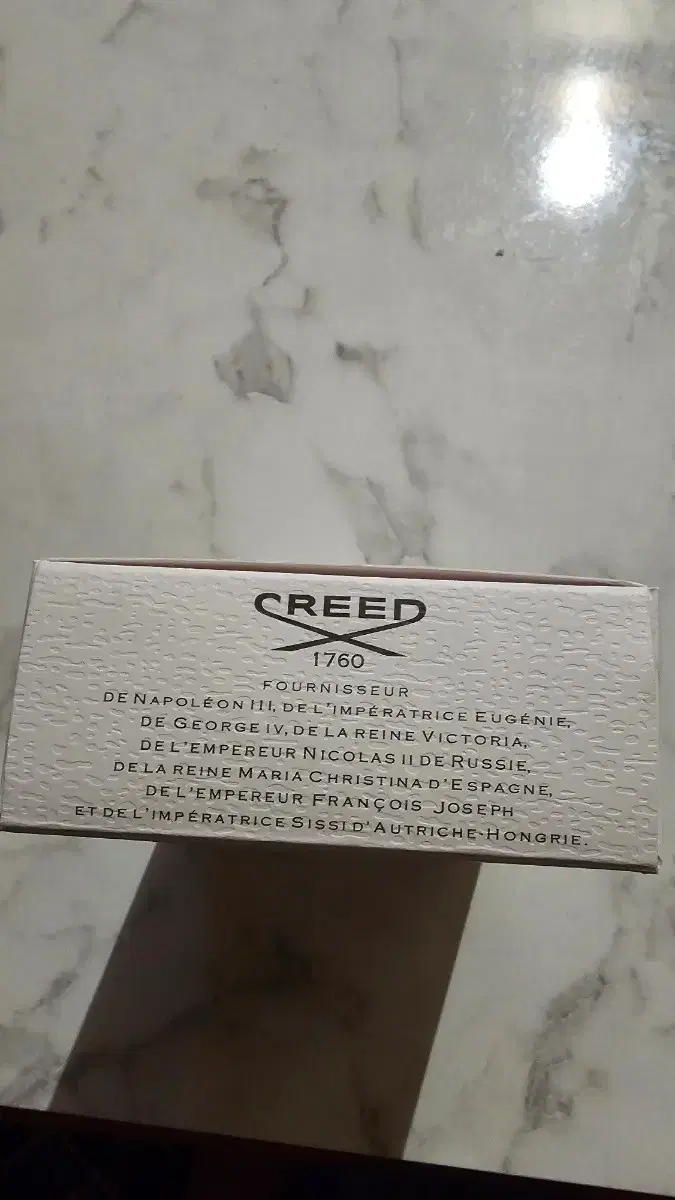 CREED
1760
FOURNISSEUR
DE NAPOLÉON III, DE L'IMPÉRATRICE EUGÉNIE,
DE GEORGE IV, DE LA REINE VICTORIA,
DE L'EMPEREUR NICOLAS II DE RUSSIE,
DE LA REINE MARIA CHRISTINA D'ESPAGNE,
DE L'EMPEREUR FRANÇOIS JOSEPH
ET DE L'IMPÉRATRICE SISSI D'AUTRICHE-HONGRIE.